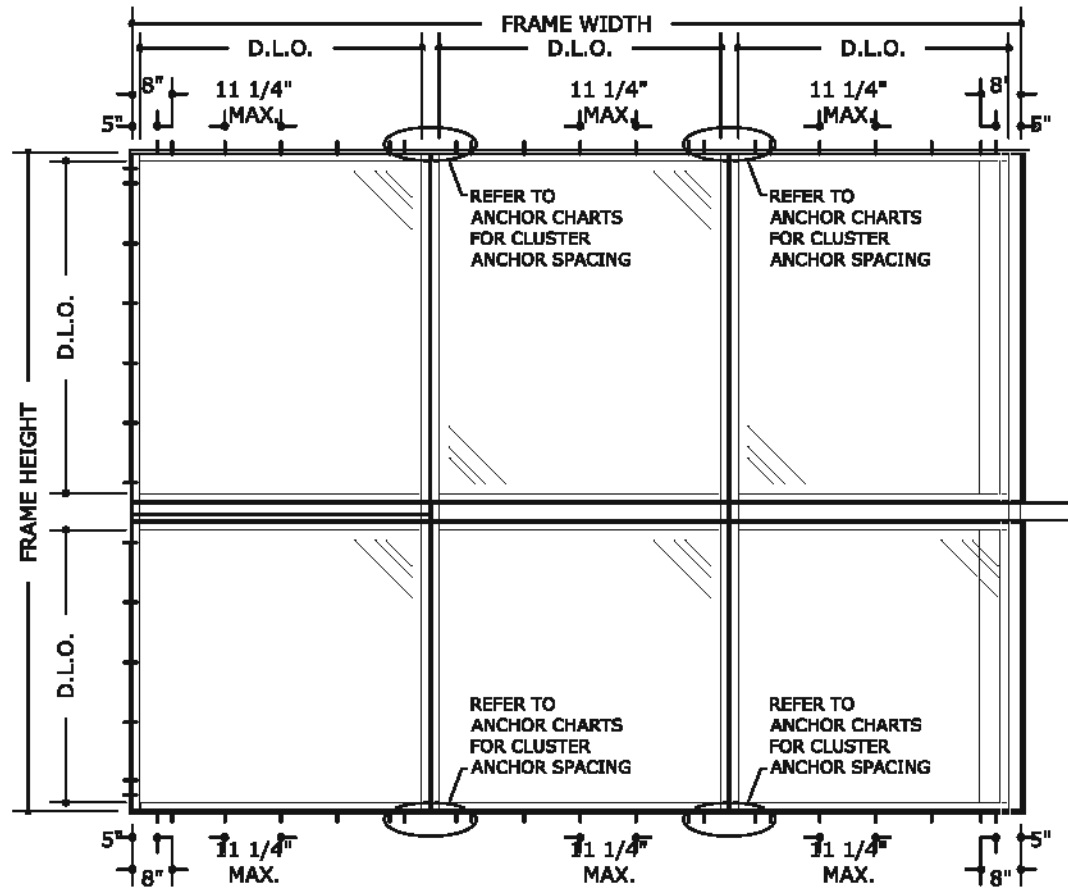 FRAME WIDTH
D.L.O.
D.L.O.
D.L.O.
8"
11 1/4"
MAX.
11 1/4"
MAX.
11 1/4"
MAX.
8'
5"
5"
REFER TO
ANCHOR CHARTS
FOR CLUSTER
ANCHOR SPACING
REFER TO
ANCHOR CHARTS
FOR CLUSTER
ANCHOR SPACING
D.L.O.
FRAME HEIGHT
D.L.O.
REFER TO
ANCHOR CHARTS
FOR CLUSTER
ANCHOR SPACING
REFER TO
ANCHOR CHARTS
FOR CLUSTER
ANCHOR SPACING
5"
5"
8"
11 1/4"
MAX.
11 1/4"
MAX.
11 1/4"
MAX.
8"